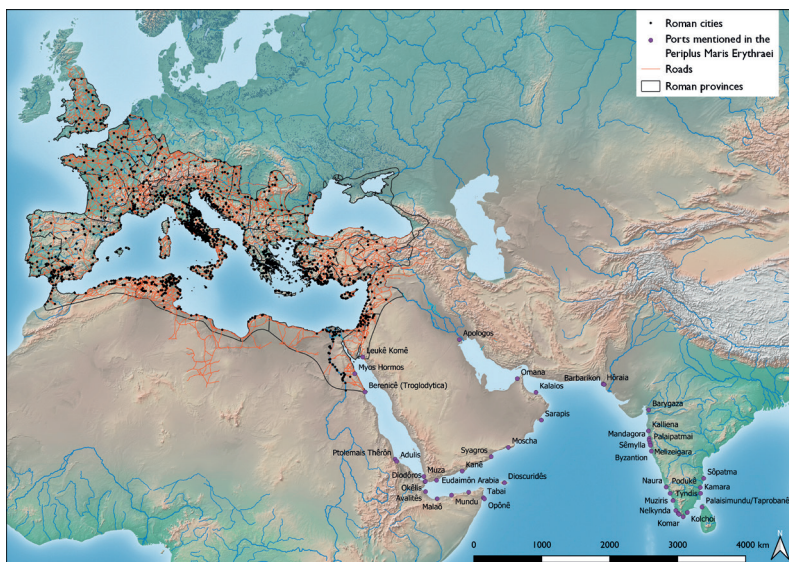 Roman cities
Ports mentioned in the
Periplus Maris Erythraei
Roads
Roman provinces
Apologos
Leukê Komê
Myos Hormos
Omana
Barbarikon
Hôraia
Berenicê (Troglodytica)
Kalaios
Barygaza
Sarapis
Kalliena
Mandagora
Palaipatmai
Sêmylla
Moscha
Ptolemais Thêrôn
Adulis
Syagros
Melizeigara
Byzantion
Kanê
Diodôros
Muza
Eudaimôn Arabia
Dioscuridês
Sôpatma
Okêlis
Naura
Podukê
Kamara
Avalitês
Tabai
Tyndis
Mundu
Muziris
Palaisimundu/Taprobanê
Malaô
Opônê
Nelkynda
Kolchoi
Komar
N
0
1000
2000
3000
4000 km